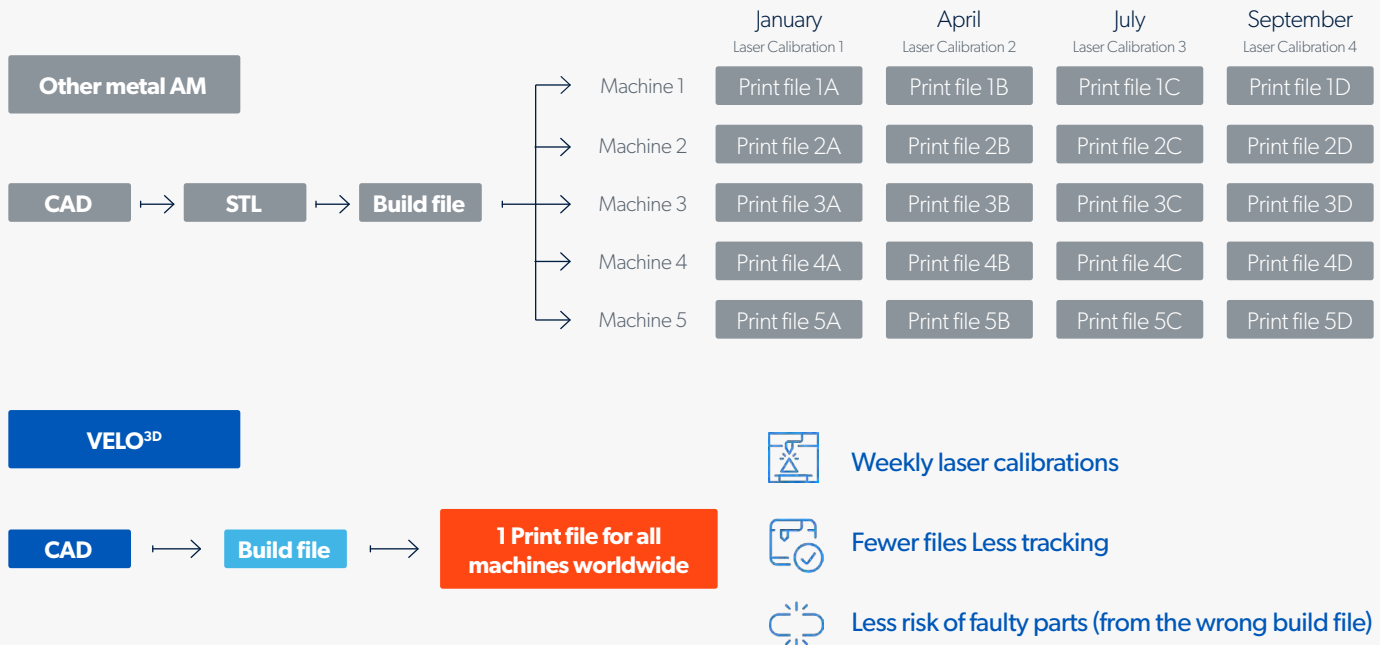 January April July September
Laser Calibration 1 Laser Calibration 2 Laser Calibration 3 Laser Calibration 4
Other metal AM
Machine 1 Print file 1A Print file 1B Print file 1C Print file 1D
Machine 2 Print file 2A Print file 2B Print file 2C Print file 2D
CAD STL Build file Machine 3 Print file 3A Print file 3B Print file 3C Print file 3D
Machine 4 Print file 4A Print file 4B Print file 4C Print file 4D
Machine 5 Print file 5A Print file 5B Print file 5C Print file 5D
VELO3D
CAD Build file
1 Print file for all
machines worldwide
Weekly laser calibrations
Fewer files Less tracking
Less risk of faulty parts (from the wrong build file)